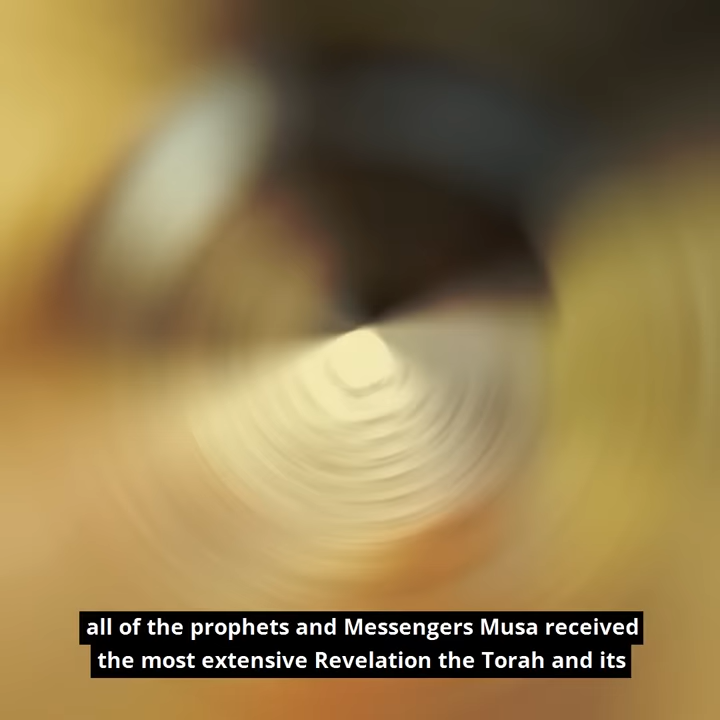 all of the prophets and Messengers Musa received
the most extensive Revelation the Torah and its